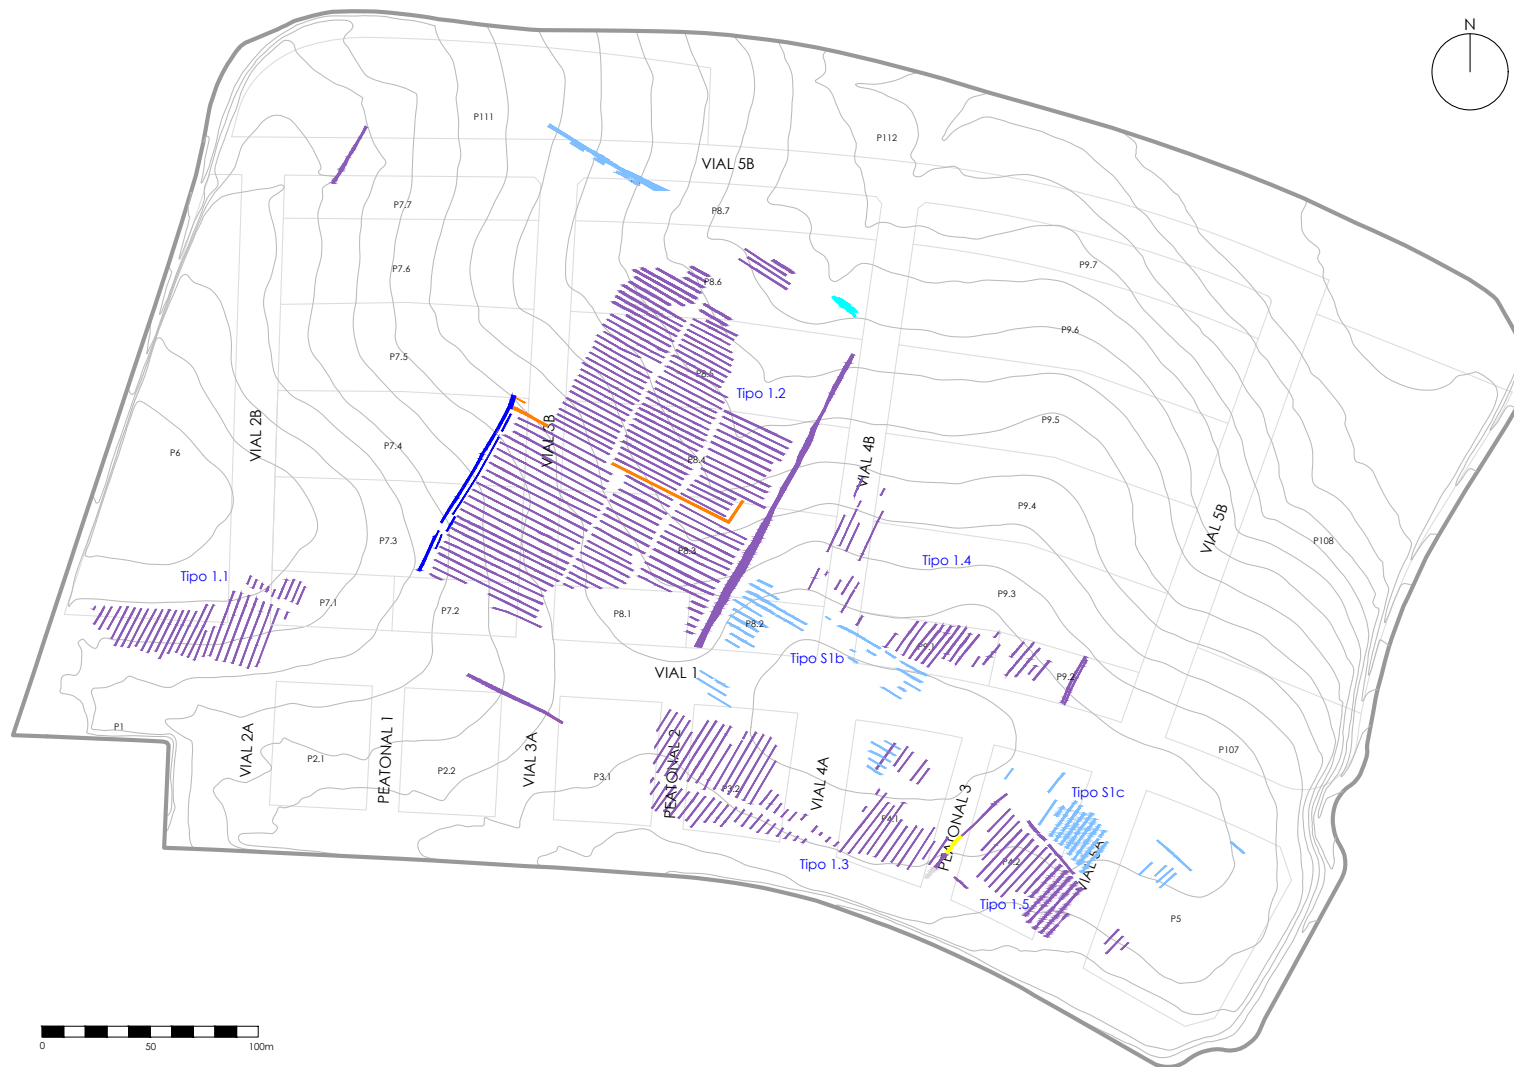 N
P111
P112
VIAL 5B
P7.7
P8.7
P7.6
P8.6
P9.7
P9.6
P7.5
P8.5
Tipo 1.2
P9.5
VIAL 2B
VIAL 3B
P6
P7.4
P8.4
VIAL 4B
P9.4
VIAL 5B
P108
P7.3
P8.3
Tipo 1.4
Tipo 1.1
P7.1
P7.2
P8.1
P8.2
P9.3
P9.1
P9.2
Tipo S1b
VIAL 1
P1
VIAL 2A
P2.1
PEATONAL 1
P2.2
VIAL 3A
P3.1
PEATONAL 2
P3.2
VIAL 4A
P4.1
PEATONAL 3
P107
Tipo S1c
Tipo 1.3
P4.2
VIAL 5A
Tipo 1.5
P5
0 50 100m